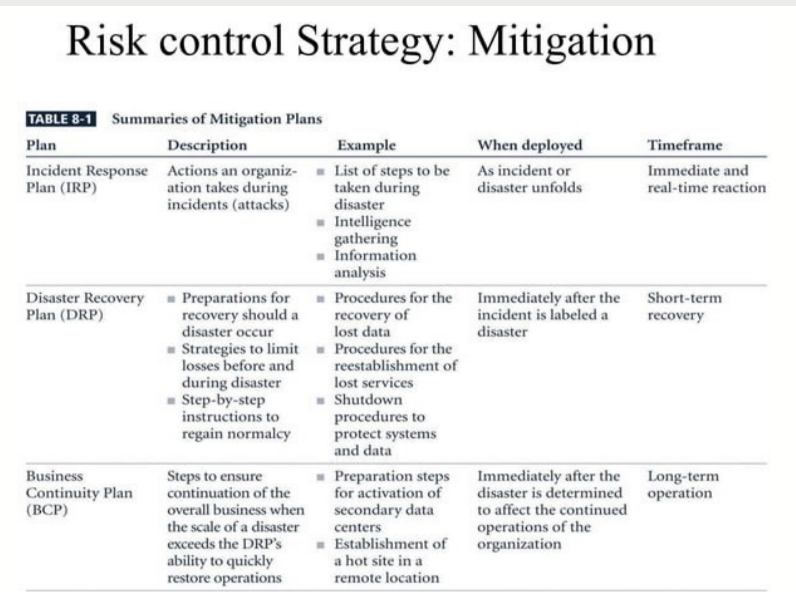 Risk control Strategy: Mitigation
TABLE 8-1 Summaries of Mitigation Plans
Plan Description Example When deployed Timeframe
Incident Response
Plan (IRP)
Actions an organiz-
ation takes during
incidents (attacks)
■ List of steps to be
taken during
disaster
■ Intelligence
gathering
■ Information
analysis
As incident or
disaster unfolds
Immediate and
real-time reaction
Disaster Recovery
Plan (DRP)
■ Preparations for
recovery should a
disaster occur
■ Strategies to limit
losses before and
during disaster
■ Step-by-step
instructions to
regain normalcy
■ Procedures for the
recovery of
lost data
■ Procedures for the
reestablishment of
lost services
■ Shutdown
procedures to
protect systems
and data
Immediately after the
incident is labeled a
disaster
Short-term
recovery
Business
Continuity Plan
(BCP)
Steps to ensure
continuation of the
overall business when
the scale of a disaster
exceeds the DRP's
ability to quickly
restore operations
■ Preparation steps
for activation of
secondary data
centers
■ Establishment of
a hot site in a
remote location
Immediately after the
disaster is determined
to affect the continued
operations of the
organization
Long-term
operation